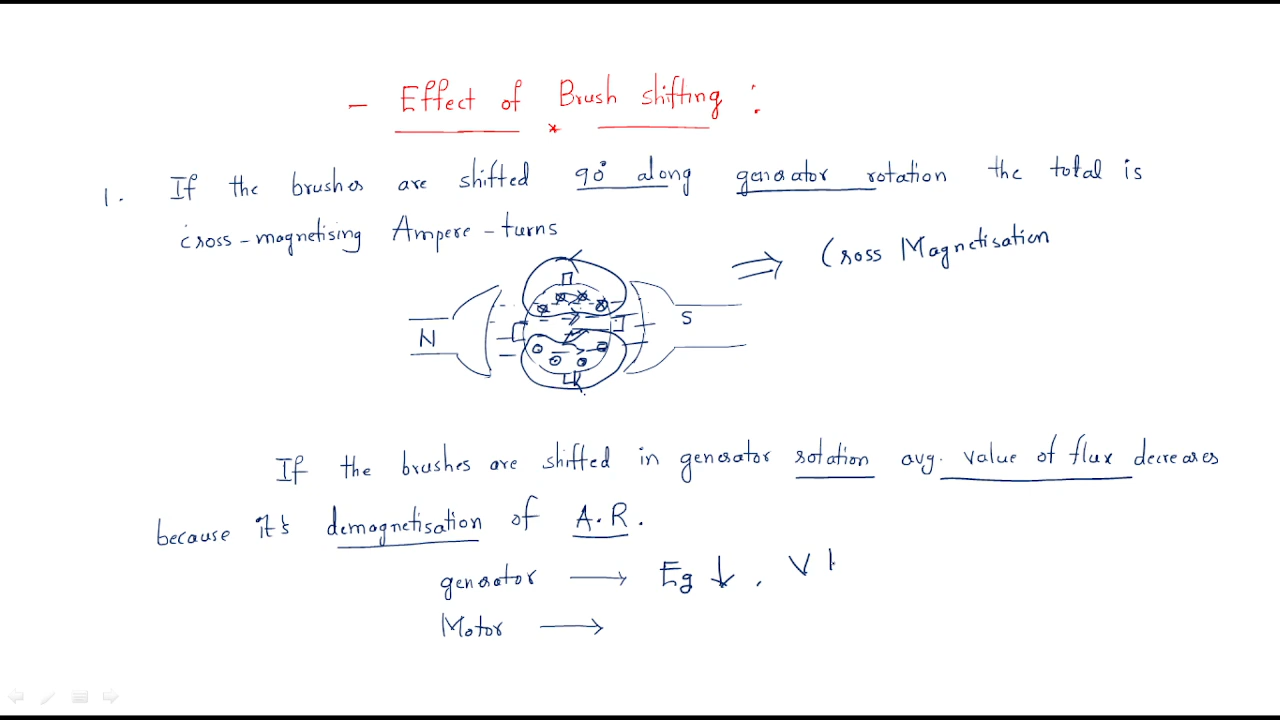 - Effect of Brush shifting :
1. If the brushes are shifted 90° along generator rotation the total is
cross-magnetising Ampere-turns
⇒ Cross Magnetisation
N S
If the brushes are shifted in generator rotation avg. value of flux decreases
because it's demagnetisation of A.R.
generator → Eg ↓ , V
Motor →